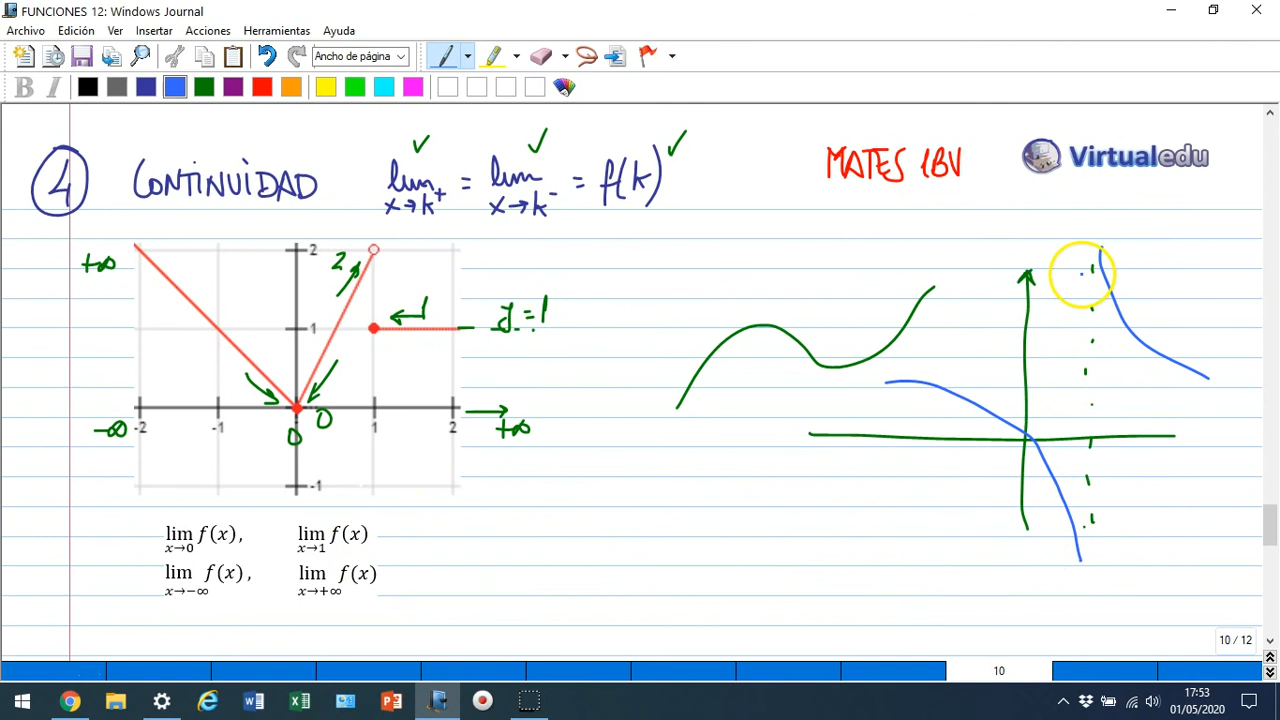 FUNCIONES 12: Windows Journal
Archivo Edición Ver Insertar Acciones Herramientas Ayuda
Ancho de página
B I
4 CONTINUIDAD lim x→k⁺ = lim x→k⁻ = f(k) MATES 1BV Virtualedu
+∞ 2 2
1 1 y=1
-∞ -2 -1 0 0 1 2 +∞
-1
lim x→0 f(x), lim x→1 f(x)
lim x→-∞ f(x), lim x→+∞ f(x)
10 / 12
10
17:53
01/05/2020